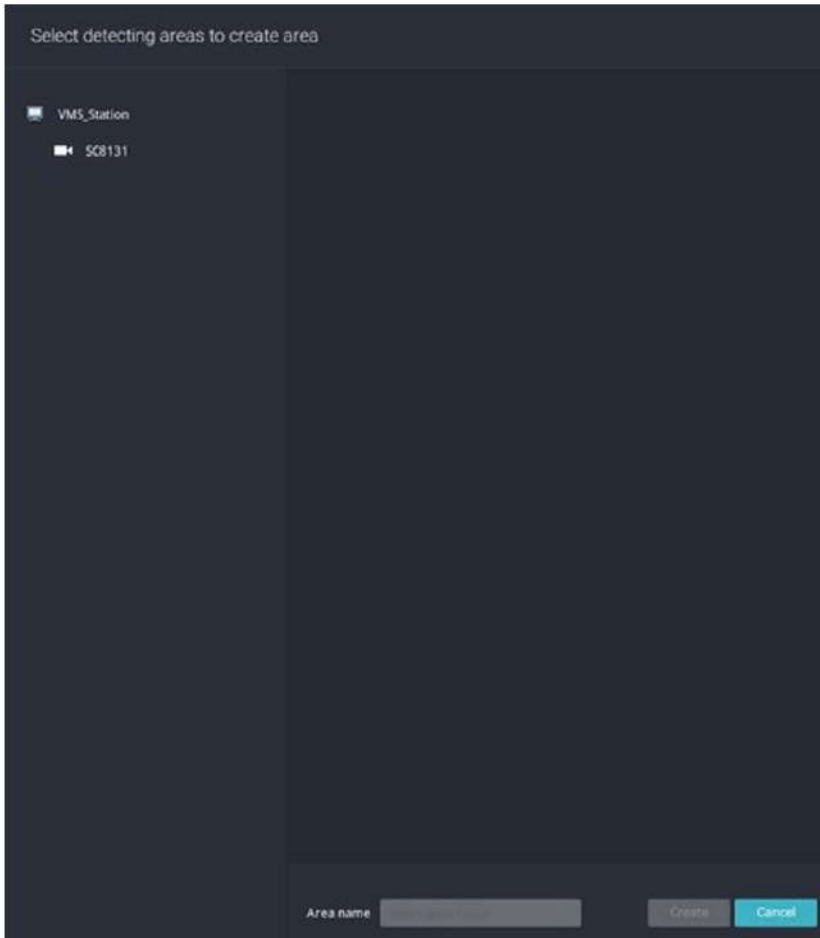 Select detecting areas to create area
VMS_Station
SC8131
Area name
Create
Cancel